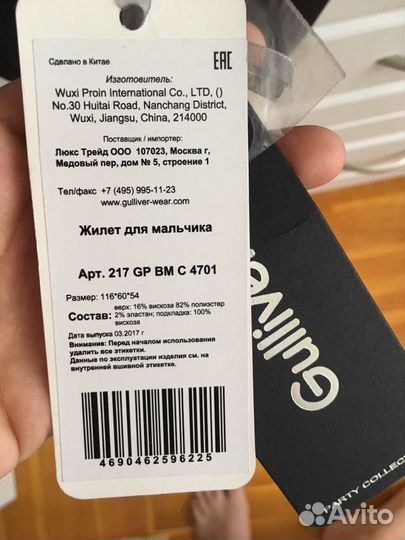 Сделано в Китае
EAC
Изготовитель:
Wuxi Proin International Co., LTD, ()
No.30 Huitai Road, Nanchang District,
Wuxi, Jiangsu, China, 214000
Поставщик / импортер:
Люкс Трейд ООО 107023, Москва г,
Медовый пер, дом № 5, строение 1
Тел/факс +7 (495) 995-11-23
www.gulliver-wear.com
Жилет для мальчика
Арт. 217 GP BM C 4701
Размер: 116*60*54
Состав: верх: 16% вискоза 82% полиэстер
2% эластан; подкладка: 100%
вискоза
Дата выпуска 03.2017 г
Внимание: Перед началом использования
удалить все этикетки.
Данные по эксплуатации изделия см. на
внутренней вшивной этикетке.
4690462596225
Gulliver
PARTY COLLEC
Avito